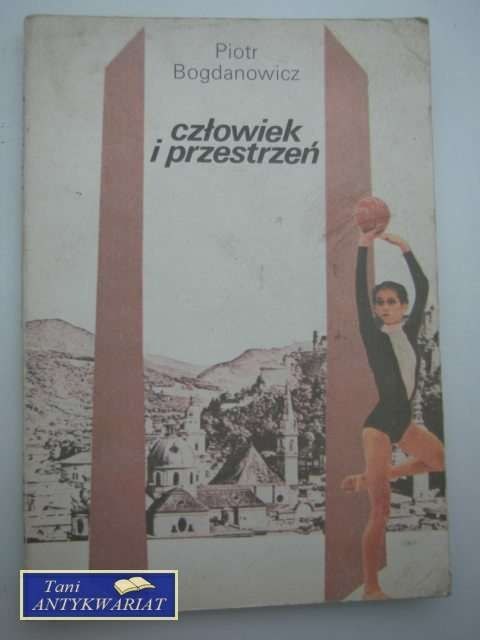 Piotr
Bogdanowicz
człowiek
i przestrzeń
Tani
ANTYKWARIAT